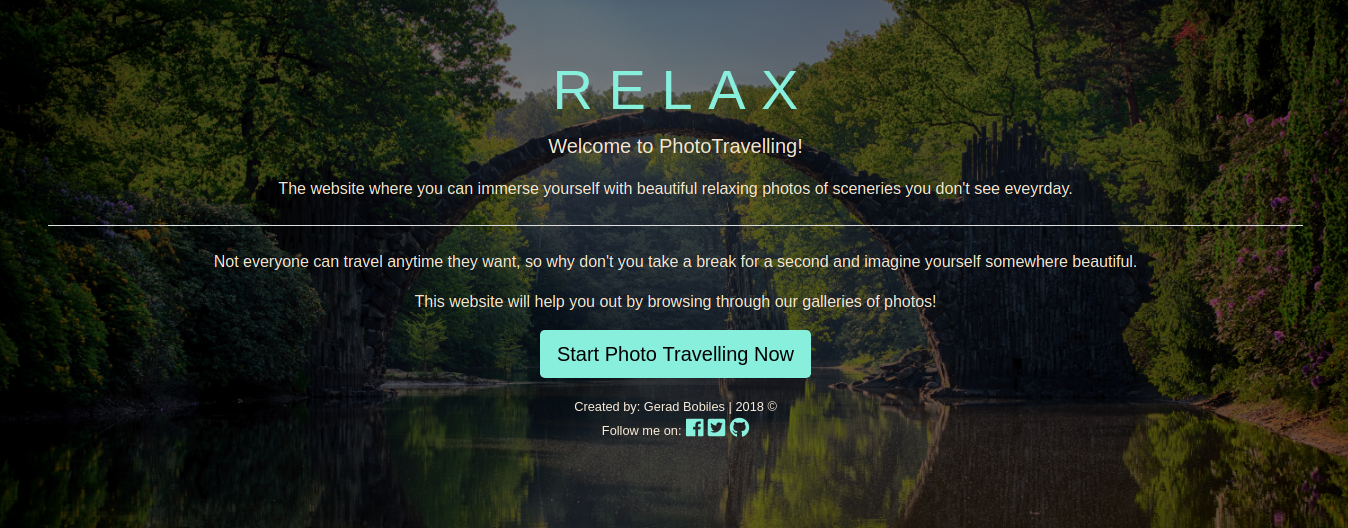 RELAX
Welcome to PhotoTravelling!
The website where you can immerse yourself with beautiful relaxing photos of sceneries you don't see eveyrday.
Not everyone can travel anytime they want, so why don't you take a break for a second and imagine yourself somewhere beautiful.
This website will help you out by browsing through our galleries of photos!
Start Photo Travelling Now
Created by: Gerad Bobiles | 2018 ©
Follow me on: